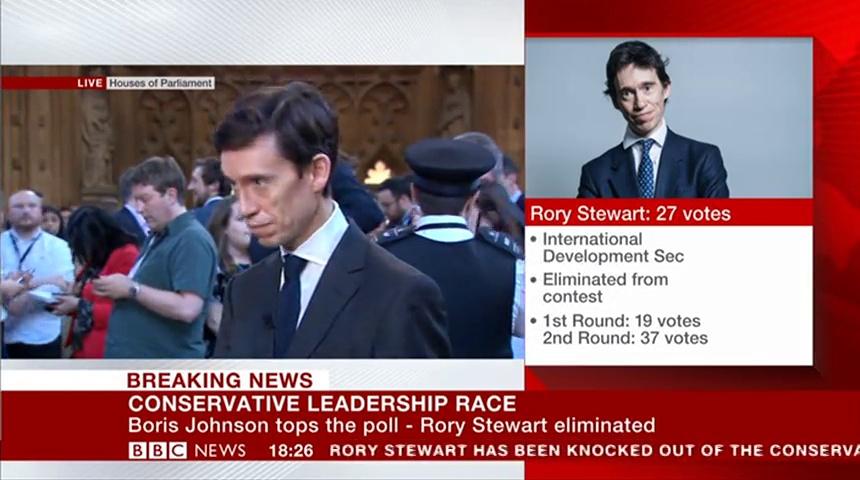 LIVE Houses of Parliament
Rory Stewart: 27 votes
• International
Development Sec
• Eliminated from
contest
• 1st Round: 19 votes
2nd Round: 37 votes
BREAKING NEWS
CONSERVATIVE LEADERSHIP RACE
Boris Johnson tops the poll - Rory Stewart eliminated
BBC NEWS 18:26 RORY STEWART HAS BEEN KNOCKED OUT OF THE CONSERVA